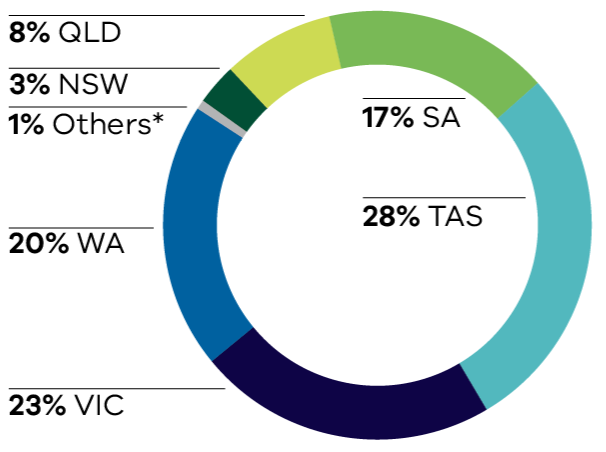 8% QLD
3% NSW
1% Others*
17% SA
28% TAS
20% WA
23% VIC